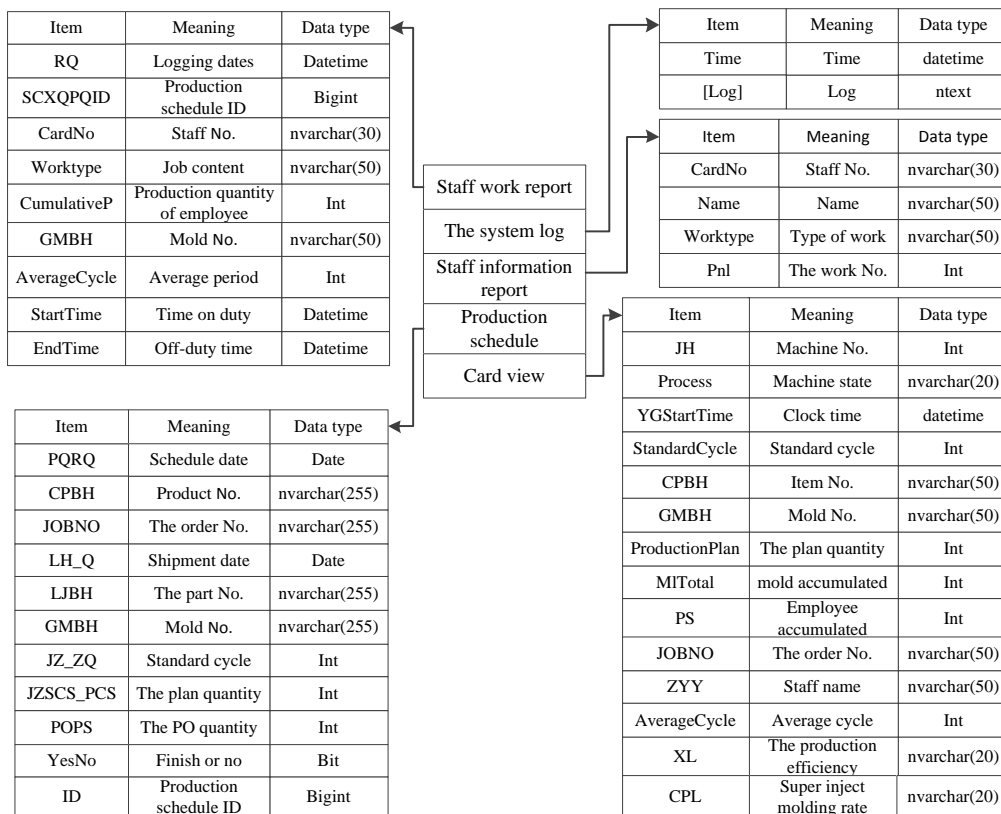 Item Meaning Data type
RQ Logging dates Datetime
SCXQPQID Production
schedule ID Bigint
CardNo Staff No. nvarchar(30)
Worktype Job content nvarchar(50)
CumulativeP Production quantity
of employee Int
GMBH Mold No. nvarchar(50)
AverageCycle Average period Int
StartTime Time on duty Datetime
EndTime Off-duty time Datetime
Item Meaning Data type
PQRQ Schedule date Date
CPBH Product No. nvarchar(255)
JOBNO The order No. nvarchar(255)
LH_Q Shipment date Date
LJBH The part No. nvarchar(255)
GMBH Mold No. nvarchar(255)
JZ_ZQ Standard cycle Int
JZSCS_PCS The plan quantity Int
POPS The PO quantity Int
YesNo Finish or no Bit
ID Production
schedule ID Bigint
Staff work report
The system log
Staff information
report
Production
schedule
Card view
Item Meaning Data type
Time Time datetime
[Log] Log ntext
Item Meaning Data type
CardNo Staff No. nvarchar(30)
Name Name nvarchar(50)
Worktype Type of work nvarchar(50)
Pnl The work No. Int
Item Meaning Data type
JH Machine No. Int
Process Machine state nvarchar(20)
YGStartTime Clock time datetime
StandardCycle Standard cycle Int
CPBH Item No. nvarchar(50)
GMBH Mold No. nvarchar(50)
ProductionPlan The plan quantity Int
MlTotal mold accumulated Int
PS Employee
accumulated Int
JOBNO The order No. nvarchar(50)
ZYY Staff name nvarchar(50)
AverageCycle Average cycle Int
XL The production
efficiency nvarchar(20)
CPL Super inject
molding rate nvarchar(20)